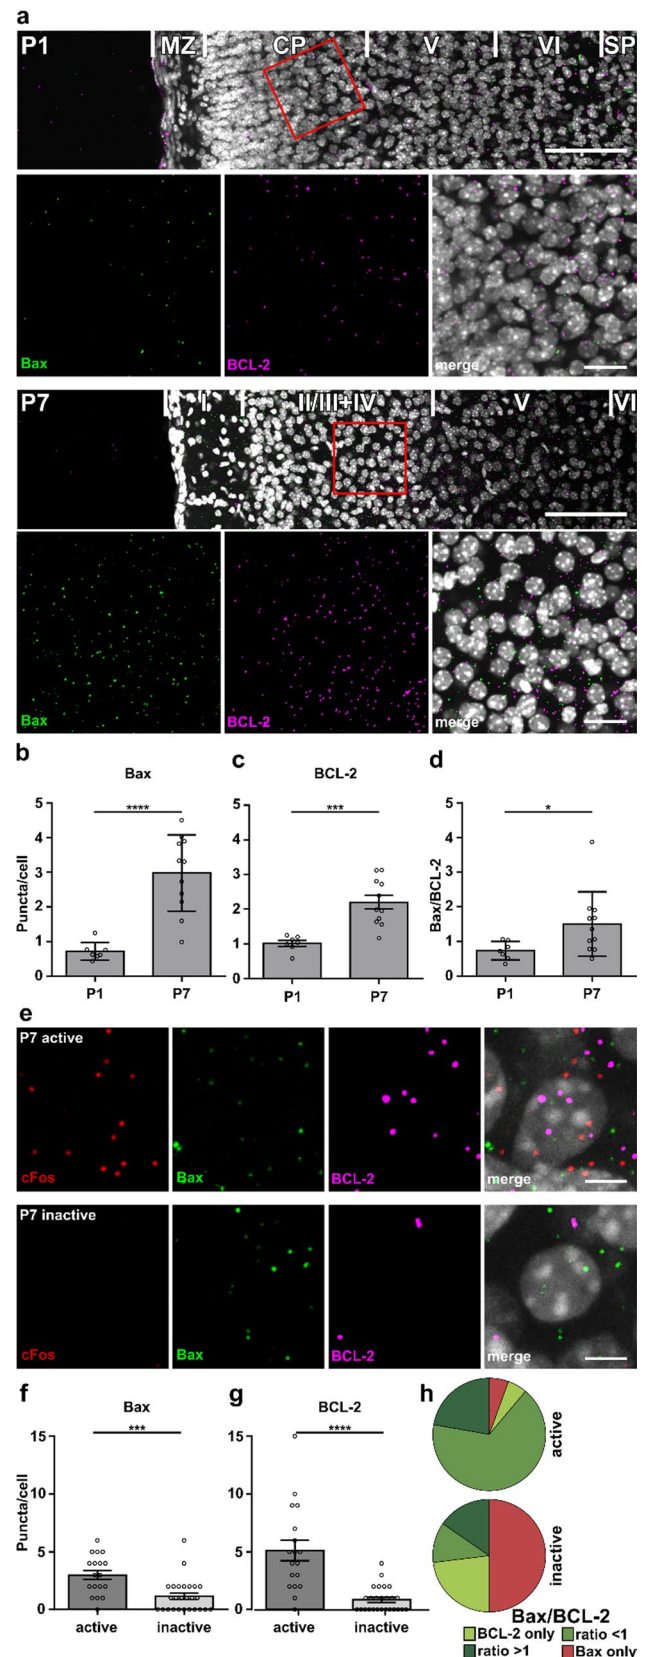 a
P1 MZ CP V VI SP
Bax BCL-2 merge
P7 I II/III+IV V VI
Bax BCL-2 merge
b c d
Bax BCL-2
**** *** *
Puncta/cell Bax/BCL-2
5 5 5
4 4 4
3 3 3
2 2 2
1 1 1
0 0 0
P1 P7 P1 P7 P1 P7
e
P7 active
cFos Bax BCL-2 merge
P7 inactive
cFos Bax BCL-2 merge
f g h
Bax BCL-2
*** ****
Puncta/cell
15 15
10 10
5 5
0 0
active inactive active inactive
active
inactive
Bax/BCL-2
BCL-2 only ratio <1
ratio >1 Bax only